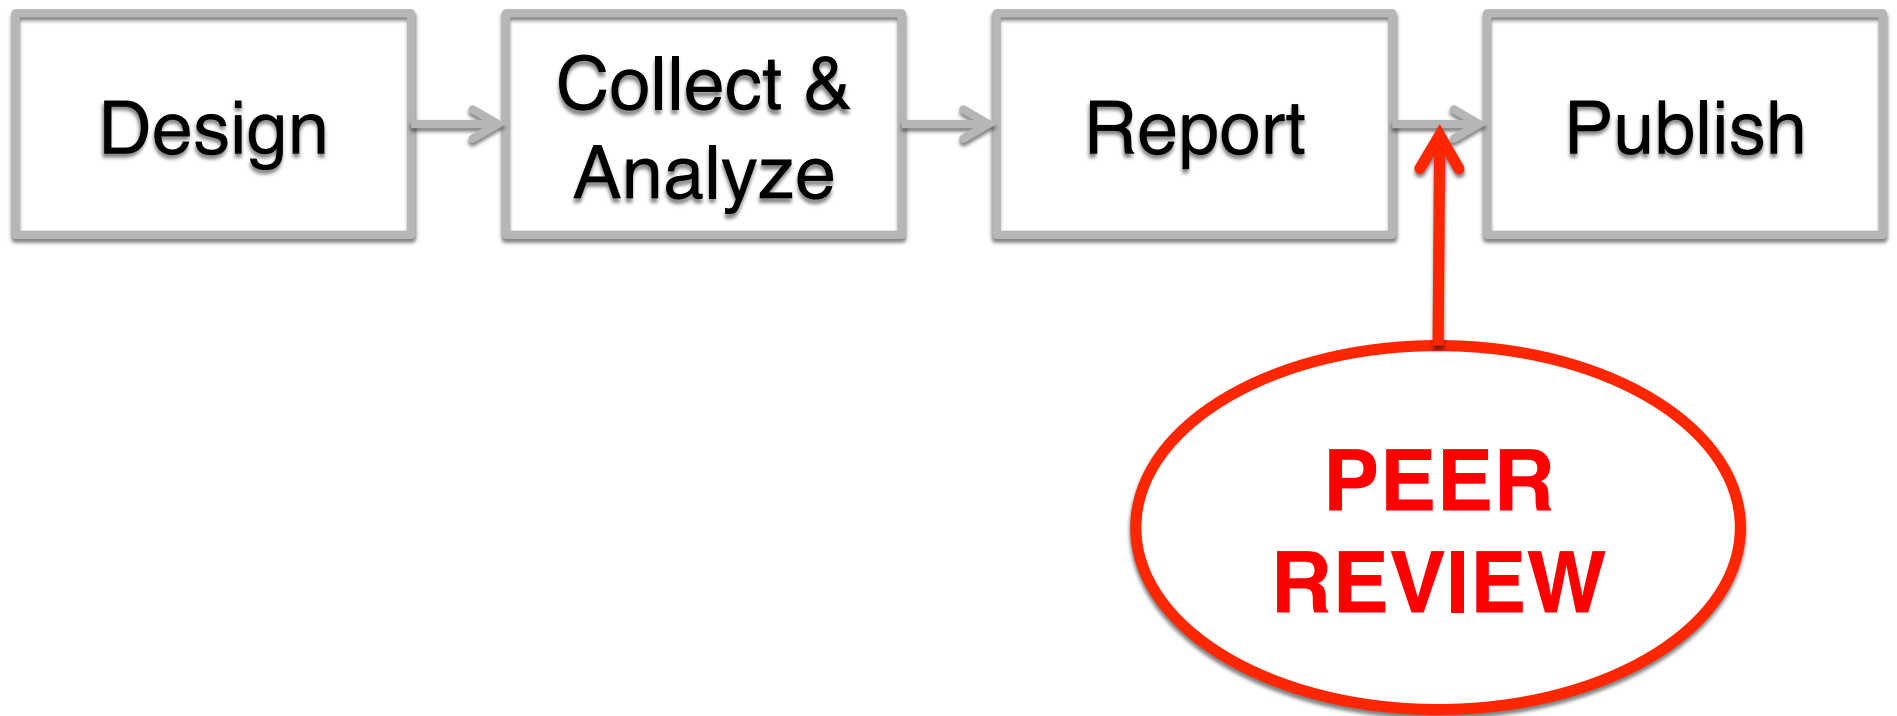 Design
Collect &
Analyze
Report
Publish
PEER
REVIEW